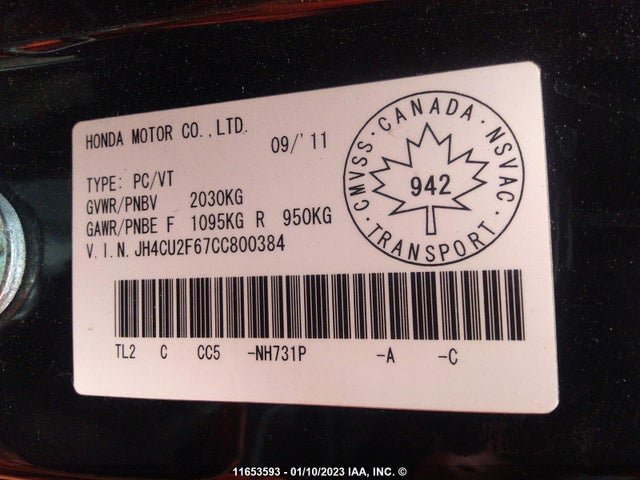 HONDA MOTOR CO.,LTD.
09/'11
TYPE: PC/VT
GVWR/PNBV 2030KG
GAWR/PNBE F 1095KG R 950KG
V.I.N. JH4CU2F67CC800384
CMVSS · CANADA · NSVAC ·
942
TRANSPORT
TL2 C CC5 -NH731P -A -C
11653593 - 01/10/2023 IAA, INC. ©